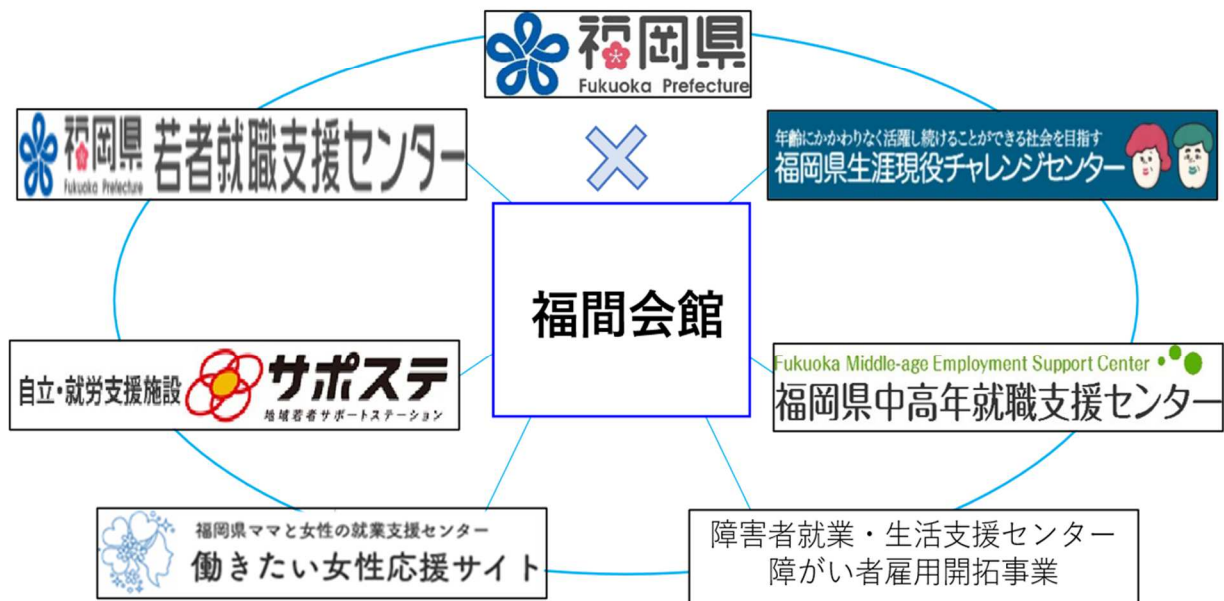 福岡県
Fukuoka Prefecture
福岡県
Fukuoka Prefecture
若者就職支援センター
年齢にかかわりなく活躍し続けることができる社会を目指す
福岡県生涯現役チャレンジセンター
福間会館
自立・就労支援施設
サポステ
地域若者サポートステーション
Fukuoka Middle-age Employment Support Center
福岡県中高年就職支援センター
福岡県ママと女性の就業支援センター
働きたい女性応援サイト
障害者就業・生活支援センター
障がい者雇用開拓事業